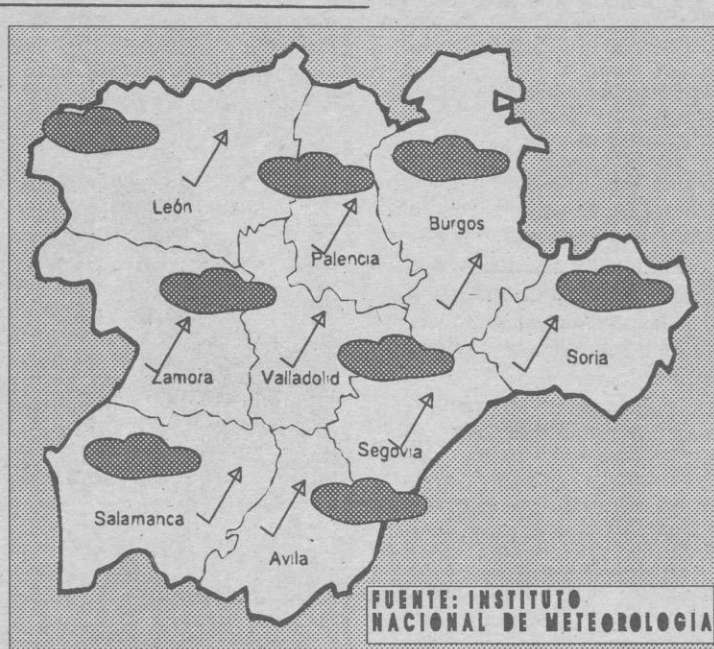 León
Palencia
Burgos
Zamora
Valladolid
Soria
Segovia
Salamanca
Avila
FUENTE: INSTITUTO
NACIONAL DE METEOROLOGIA